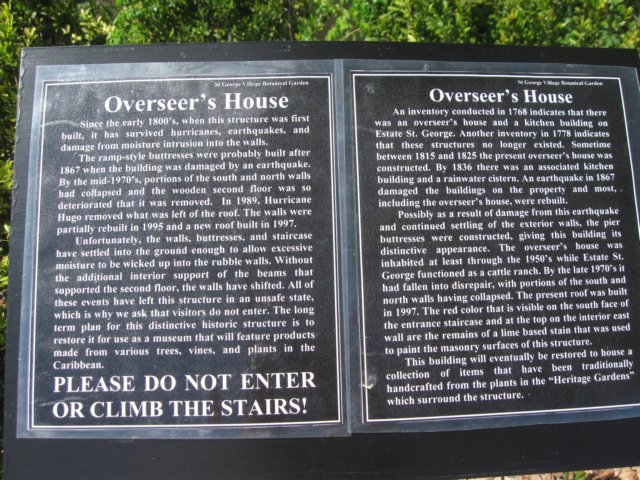 St George Village Botanical Garden
Overseer's House
Since the early 1800's, when this structure was first
built, it has survived hurricanes, earthquakes, and
damage from moisture intrusion into the walls.
The ramp-style buttresses were probably built after
1867 when the building was damaged by an earthquake.
By the mid-1970's, portions of the south and north walls
had collapsed and the wooden second floor was so
deteriorated that it was removed. In 1989, Hurricane
Hugo removed what was left of the roof. The walls were
partially rebuilt in 1995 and a new roof built in 1997.
Unfortunately, the walls, buttresses, and staircase
have settled into the ground enough to allow excessive
moisture to be wicked up into the rubble walls. Without
the additional interior support of the beams that
supported the second floor, the walls have shifted. All of
these events have left this structure in an unsafe state,
which is why we ask that visitors do not enter. The long
term plan for this distinctive historic structure is to
restore it for use as a museum that will feature products
made from various trees, vines, and plants in the
Caribbean.
PLEASE DO NOT ENTER
OR CLIMB THE STAIRS!
St George Village Botanical Garden
Overseer's House
An inventory conducted in 1768 indicates that there
was an overseer's house and a kitchen building on
Estate St. George. Another inventory in 1778 indicates
that these structures no longer existed. Sometime
between 1815 and 1825 the present overseer's house was
constructed. By 1836 there was an associated kitchen
building and a rainwater cistern. An earthquake in 1867
damaged the buildings on the property and most,
including the overseer's house, were rebuilt.
Possibly as a result of damage from this earthquake
and continued settling of the exterior walls, the pier
buttresses were constructed, giving this building its
distinctive appearance. The overseer's house was
inhabited at least through the 1950's while Estate St.
George functioned as a cattle ranch. By the late 1970's it
had fallen into disrepair, with portions of the south and
north walls having collapsed. The present roof was built
in 1997. The red color that is visible on the south face of
the entrance staircase and at the top on the interior east
wall are the remains of a lime based stain that was used
to paint the masonry surfaces of this structure.
This building will eventually be restored to house a
collection of items that have been traditionally
handcrafted from the plants in the "Heritage Gardens"
which surround the structure.